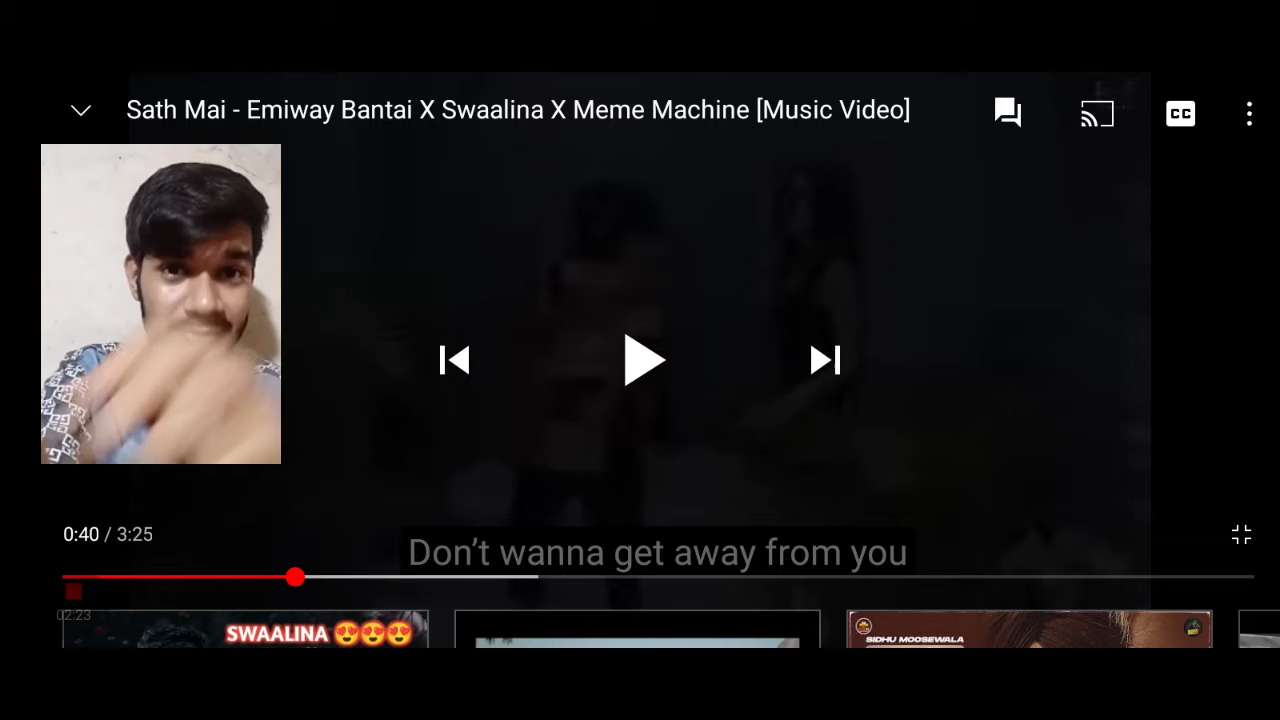 Sath Mai - Emiway Bantai X Swaalina X Meme Machine [Music Video]
CC
0:40 / 3:25
Don’t wanna get away from you
02:23
SWAALINA 😍😍😍
SIDHU MOOSEWALA